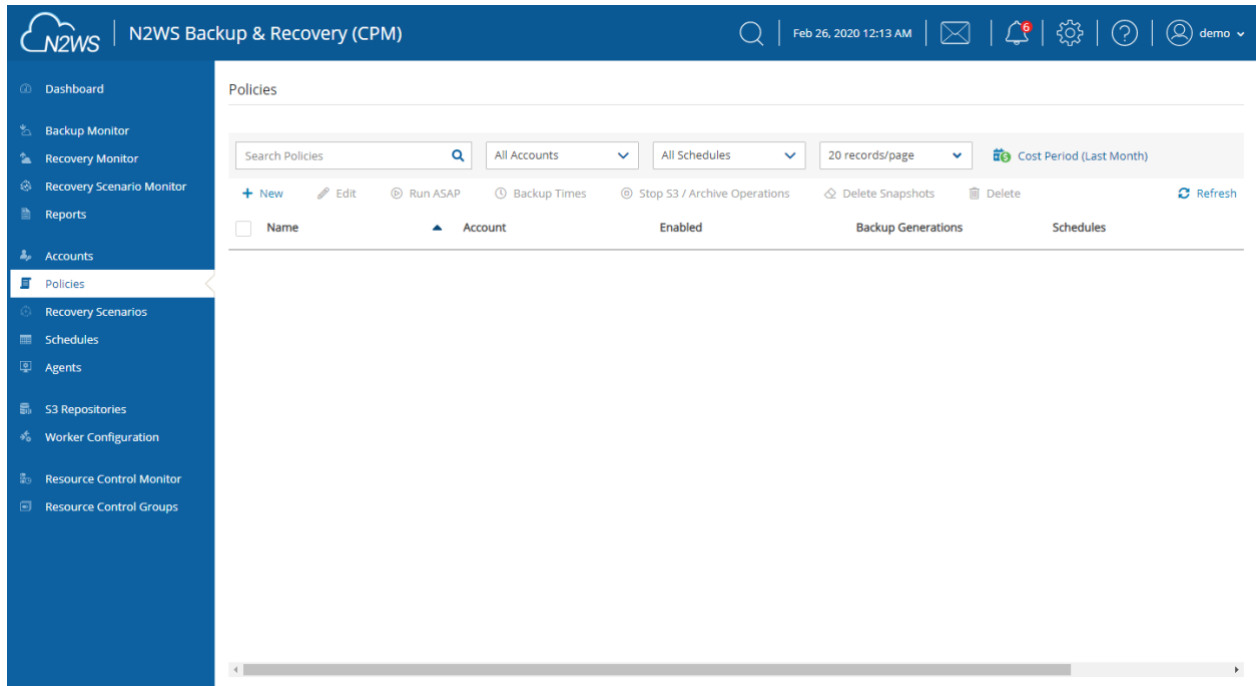 N2WS N2WS Backup & Recovery (CPM) Feb 26, 2020 12:13 AM 6 ? demo
Dashboard
Backup Monitor
Recovery Monitor
Recovery Scenario Monitor
Reports
Accounts
Policies
Recovery Scenarios
Schedules
Agents
S3 Repositories
Worker Configuration
Resource Control Monitor
Resource Control Groups
Policies
Search Policies All Accounts All Schedules 20 records/page $ Cost Period (Last Month)
+ New Edit Run ASAP Backup Times Stop S3 / Archive Operations Delete Snapshots Delete Refresh
Name Account Enabled Backup Generations Schedules